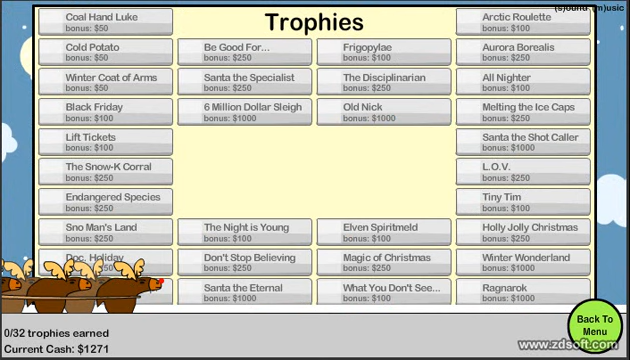 (s)ound (m)usic
Trophies
Coal Hand Luke
bonus: $50
Arctic Roulette
bonus: $100
Cold Potato
bonus: $50
Be Good For...
bonus: $250
Frigopylae
bonus: $100
Aurora Borealis
bonus: $250
Winter Coat of Arms
bonus: $50
Santa the Specialist
bonus: $250
The Disciplinarian
bonus: $250
All Nighter
bonus: $100
Black Friday
bonus: $100
6 Million Dollar Sleigh
bonus: $1000
Old Nick
bonus: $1000
Melting the Ice Caps
bonus: $250
Lift Tickets
bonus: $100
Santa the Shot Caller
bonus: $1000
The Snow-K Corral
bonus: $250
L.O.V.
bonus: $250
Endangered Species
bonus: $250
Tiny Tim
bonus: $100
Sno Man's Land
bonus: $250
The Night is Young
bonus: $100
Elven Spiritmeld
bonus: $100
Holly Jolly Christmas
bonus: $250
Doc. Holiday
Don't Stop Believing
bonus: $250
Magic of Christmas
bonus: $250
Winter Wonderland
bonus: $1000
Santa the Eternal
bonus: $1000
What You Don't See...
bonus: $100
Ragnarok
bonus: $1000
0/32 trophies earned
Current Cash: $1271
Back To
Menu
www.zdsoft.com